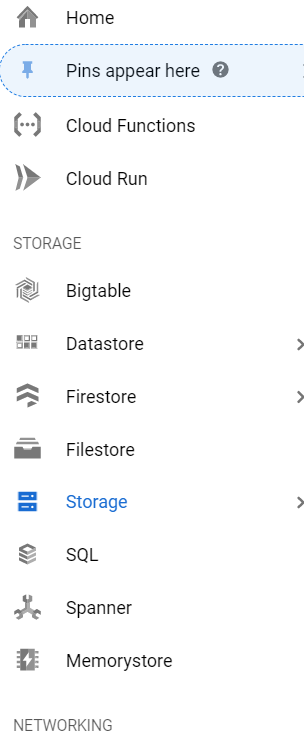 Home
Pins appear here
Cloud Functions
Cloud Run
STORAGE
Bigtable
Datastore
Firestore
Filestore
Storage
SQL
Spanner
Memorystore
NETWORKING